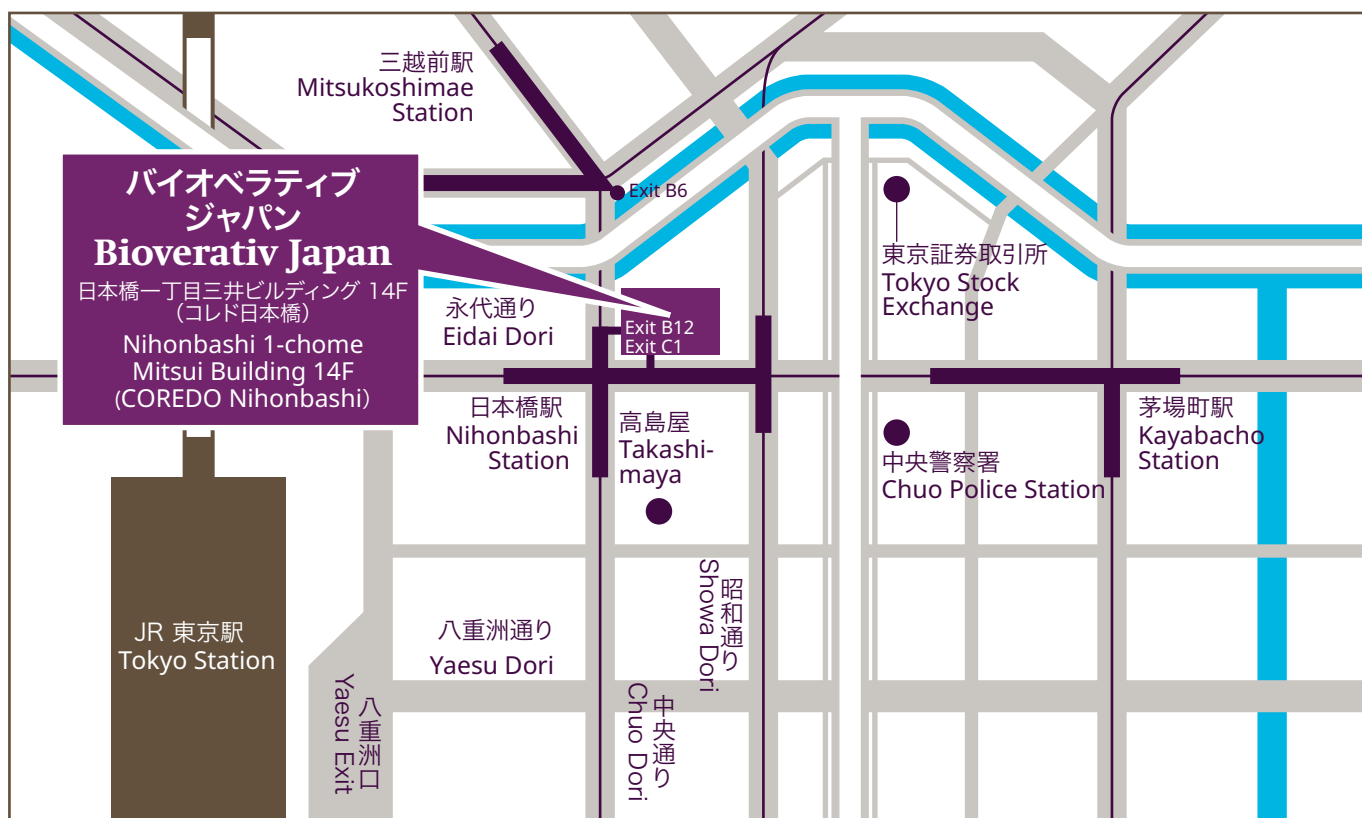 三越前駅
Mitsukoshimae
Station
Exit B6
バイオベラティブ
ジャパン
Bioverativ Japan
日本橋一丁目三井ビルディング 14F
（コレド日本橋）
Nihonbashi 1-chome
Mitsui Building 14F
(COREDO Nihonbashi）
東京証券取引所
Tokyo Stock
Exchange
永代通り
Eidai Dori
Exit B12
Exit C1
日本橋駅
Nihonbashi
Station
高島屋
Takashi-
maya
中央警察署
Chuo Police Station
茅場町駅
Kayabacho
Station
JR 東京駅
Tokyo Station
八重洲通り
Yaesu Dori
昭和通り
Showa Dori
八重洲口
Yaesu Exit
中央通り
Chuo Dori